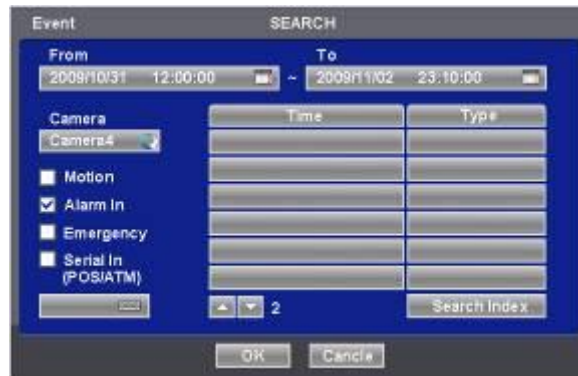 Event SEARCH
From To
2009/10/31 12:00:00 ~ 2009/11/02 23:10:00
Camera Time Type
Camera4
Motion
Alarm In
Emergency
Serial In
(POS/ATM)
2 Search Index
OK Cancle